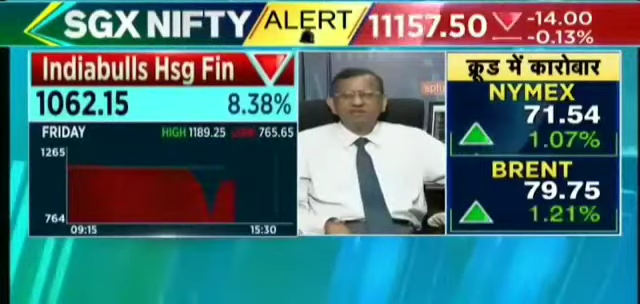 SGX NIFTY
ALERT
11157.50
-14.00
-0.13%
Indiabulls Hsg Fin
1062.15
8.38%
FRIDAY
HIGH 1189.25
LOW 765.65
1265
764
09:15
15:30
क्रूड में कारोबार
NYMEX
71.54
1.07%
BRENT
79.75
1.21%